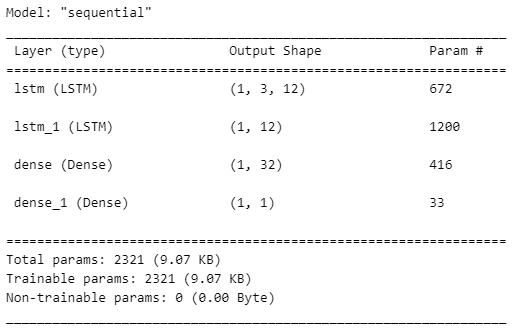 Model: "sequential"
_________________________________________________________________
Layer (type) Output Shape Param #
=================================================================
lstm (LSTM) (1, 3, 12) 672
lstm_1 (LSTM) (1, 12) 1200
dense (Dense) (1, 32) 416
dense_1 (Dense) (1, 1) 33
=================================================================
Total params: 2321 (9.07 KB)
Trainable params: 2321 (9.07 KB)
Non-trainable params: 0 (0.00 Byte)
_________________________________________________________________